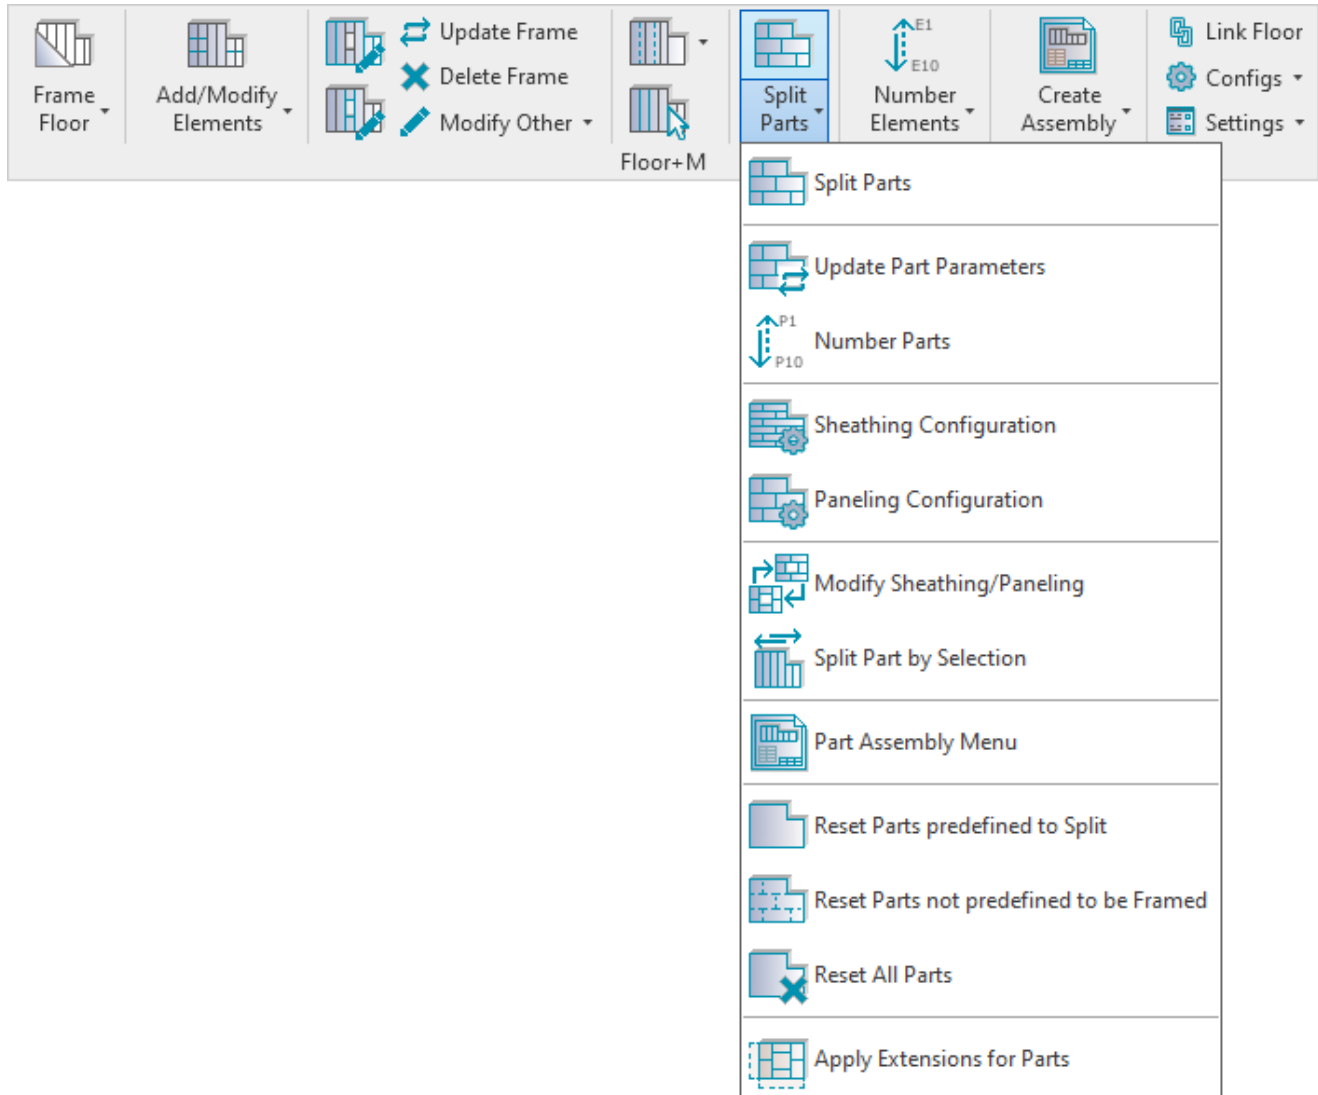 Frame
Floor
Add/Modify
Elements
Update Frame
Delete Frame
Modify Other
Floor+M
Split
Parts
E1
E10
Number
Elements
Create
Assembly
Link Floor
Configs
Settings
Split Parts
Update Part Parameters
P1
P10
Number Parts
Sheathing Configuration
Paneling Configuration
Modify Sheathing/Paneling
Split Part by Selection
Part Assembly Menu
Reset Parts predefined to Split
Reset Parts not predefined to be Framed
Reset All Parts
Apply Extensions for Parts